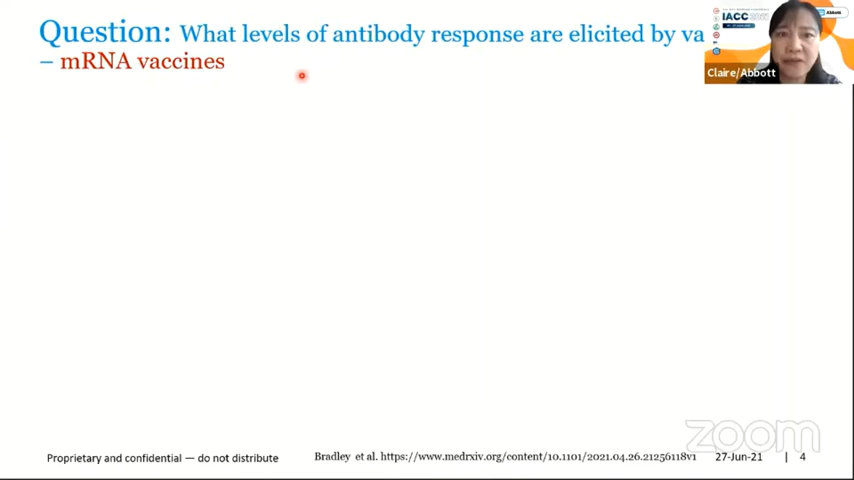 Question: What levels of antibody response are elicited by va
– mRNA vaccines
IACC
Abbott
Claire/Abbott
zoom
Proprietary and confidential — do not distribute
Bradley et al. https://www.medrxiv.org/content/10.1101/2021.04.26.21256118v1
27-Jun-21 | 4